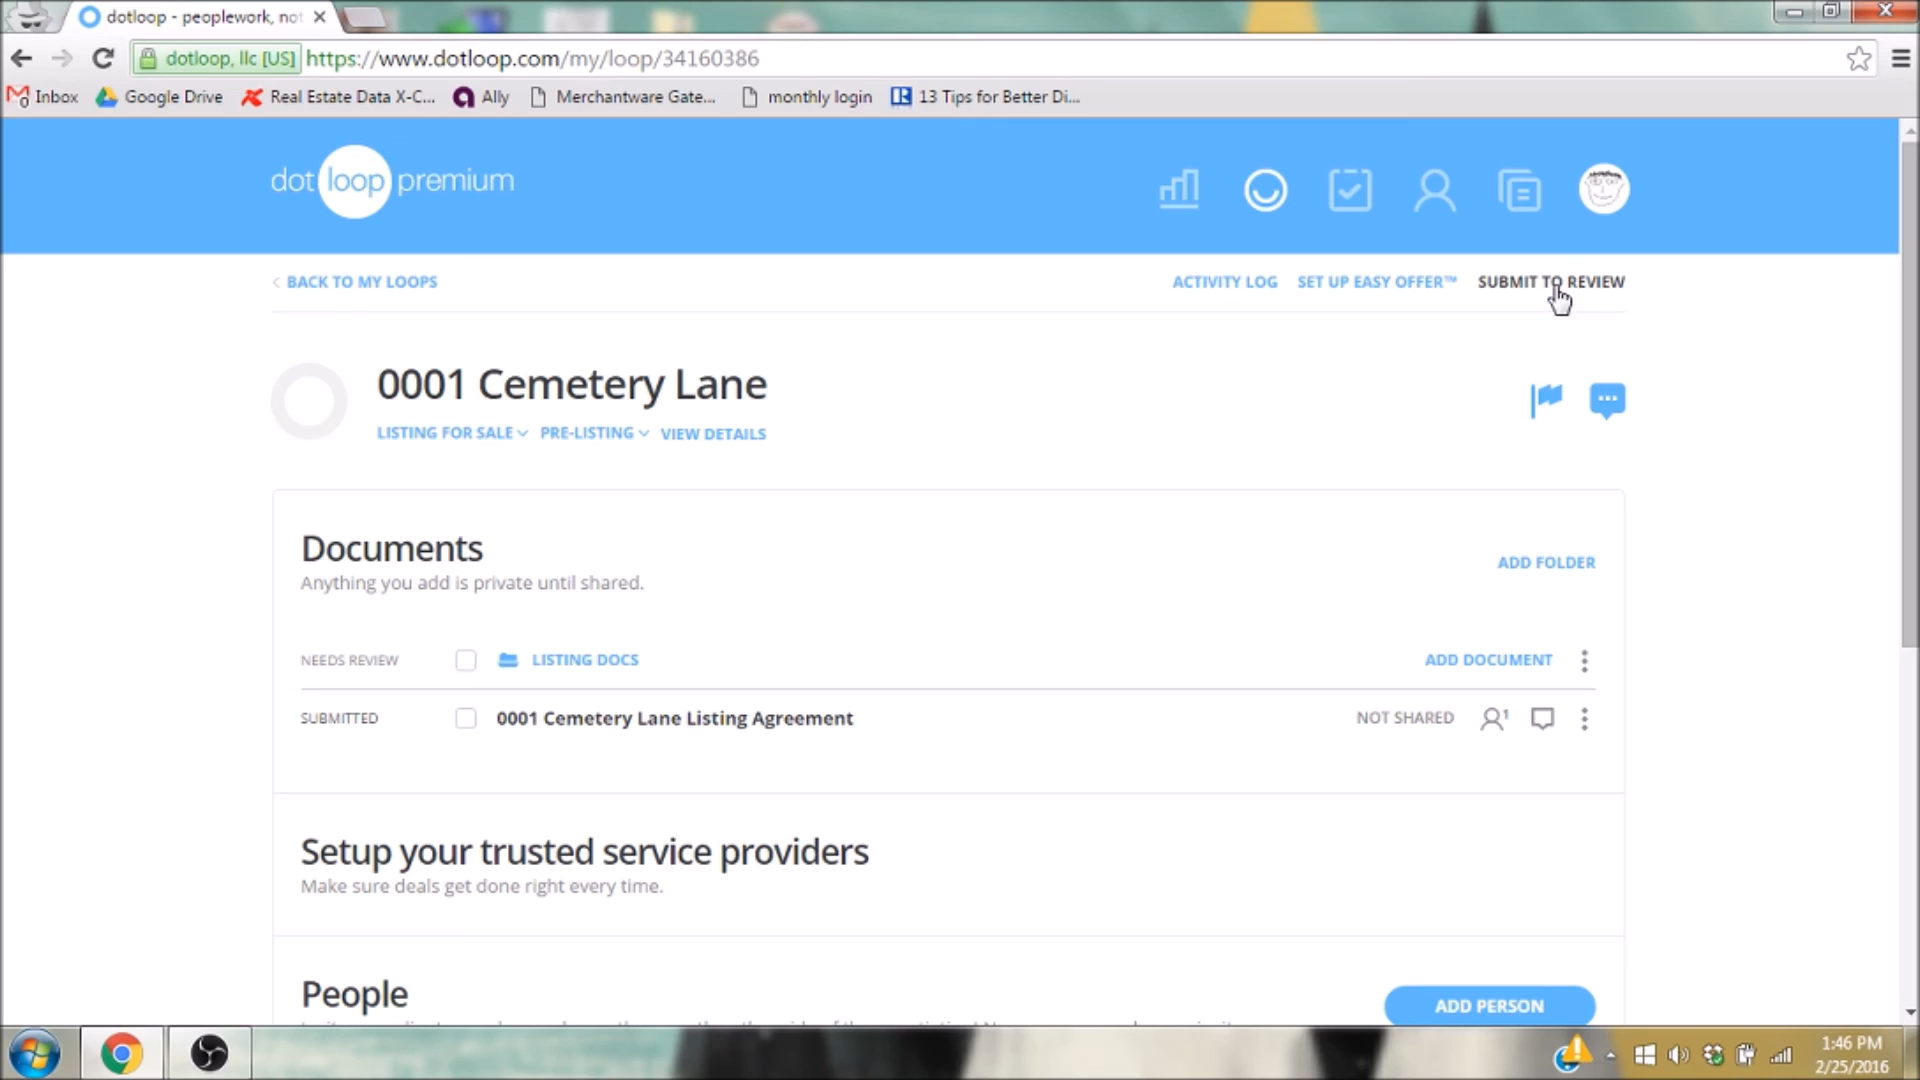 dotloop - peoplework, not
dotloop, llc [US] https://www.dotloop.com/my/loop/34160386
Inbox Google Drive Real Estate Data X-C... Ally Merchantware Gate... monthly login 13 Tips for Better Di...
dot loop premium
BACK TO MY LOOPS ACTIVITY LOG SET UP EASY OFFER™ SUBMIT TO REVIEW
0001 Cemetery Lane
LISTING FOR SALE PRE-LISTING VIEW DETAILS
Documents
Anything you add is private until shared.
ADD FOLDER
NEEDS REVIEW LISTING DOCS ADD DOCUMENT
SUBMITTED 0001 Cemetery Lane Listing Agreement NOT SHARED 1
Setup your trusted service providers
Make sure deals get done right every time.
People
ADD PERSON
1:46 PM
2/25/2016